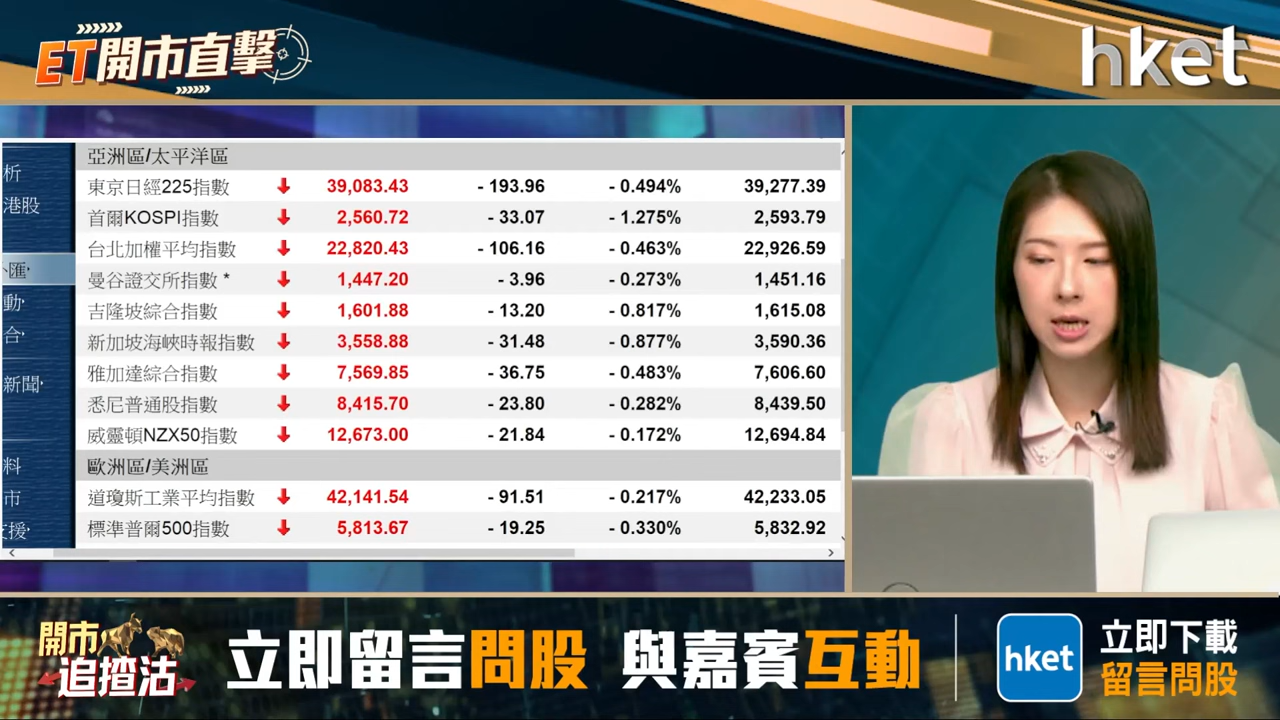 ET開市直擊
hket
析
港股
外匯
動
合
新聞
料
市
支援
亞洲區/太平洋區
東京日經225指數 39,083.43 - 193.96 - 0.494% 39,277.39
首爾KOSPI指數 2,560.72 - 33.07 - 1.275% 2,593.79
台北加權平均指數 22,820.43 - 106.16 - 0.463% 22,926.59
曼谷證交所指數 * 1,447.20 - 3.96 - 0.273% 1,451.16
吉隆坡綜合指數 1,601.88 - 13.20 - 0.817% 1,615.08
新加坡海峽時報指數 3,558.88 - 31.48 - 0.877% 3,590.36
雅加達綜合指數 7,569.85 - 36.75 - 0.483% 7,606.60
悉尼普通股指數 8,415.70 - 23.80 - 0.282% 8,439.50
威靈頓NZX50指數 12,673.00 - 21.84 - 0.172% 12,694.84
歐洲區/美洲區
道瓊斯工業平均指數 42,141.54 - 91.51 - 0.217% 42,233.05
標準普爾500指數 5,813.67 - 19.25 - 0.330% 5,832.92
開市
追揸沽
立即留言問股 與嘉賓互動
hket
立即下載
留言問股